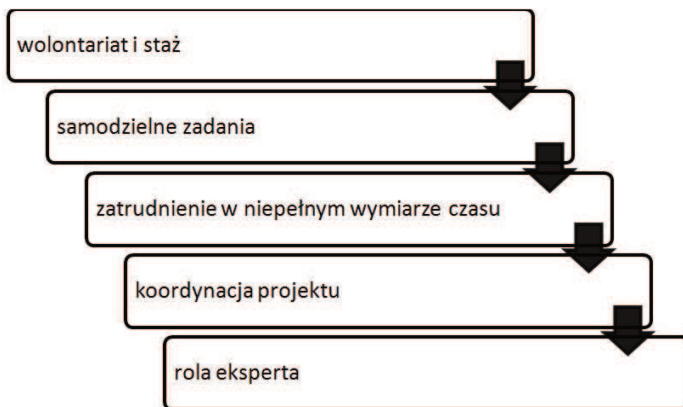 wolontariat i staż
samodzielne zadania
zatrudnienie w niepełnym wymiarze czasu
koordynacja projektu
rola eksperta